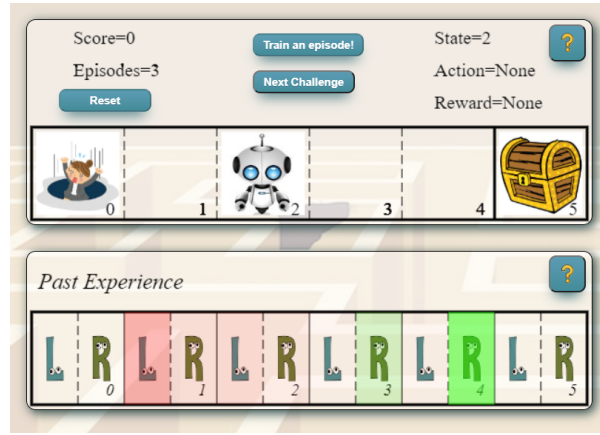 Score=0
Train an episode!
State=2
?
Episodes=3
Next Challenge
Action=None
Reset
Reward=None
0 1 2 3 4 5
Past Experience
?
L R L R L R L R L R L R
0 1 2 3 4 5